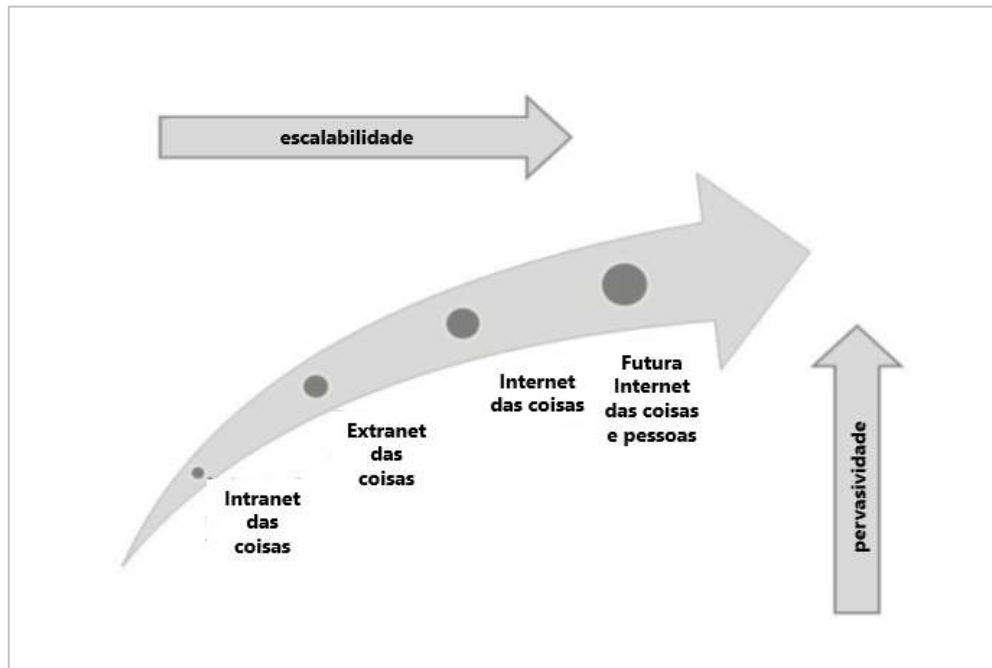 escalabilidade
Intranet
das
coisas
Extranet
das
coisas
Internet
das coisas
Futura
Internet
das coisas
e pessoas
pervasividade